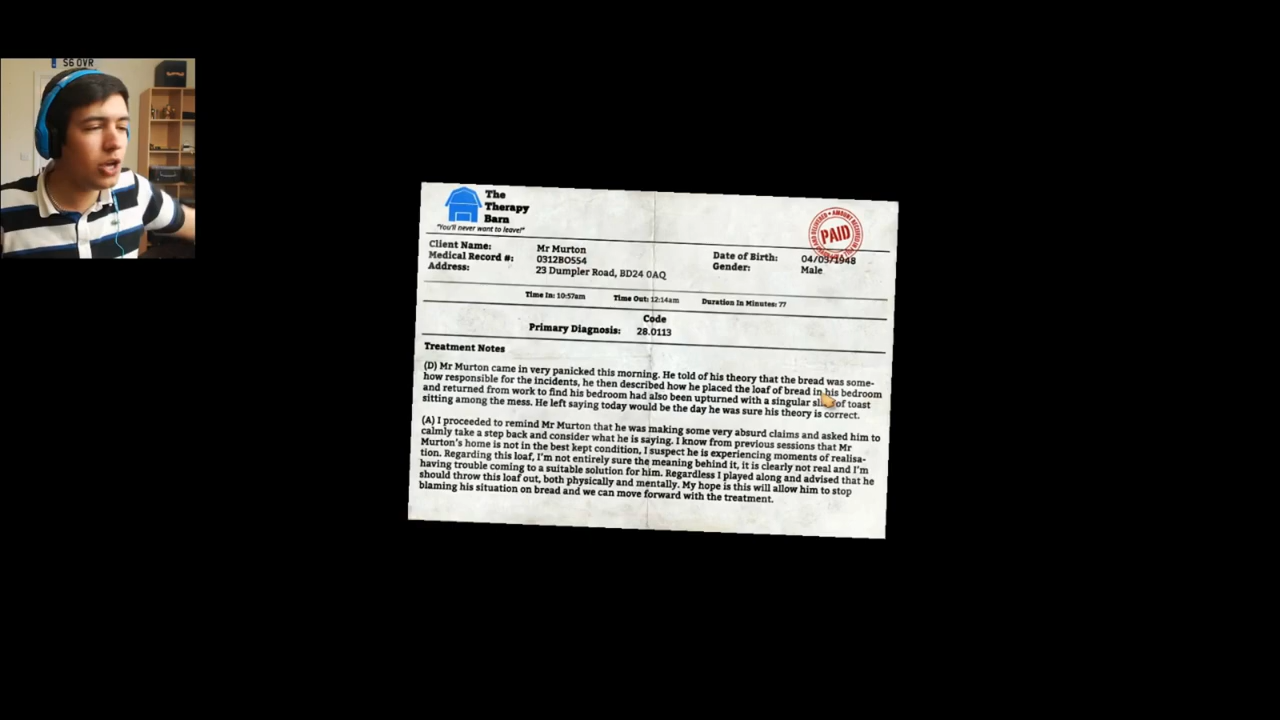 S6 OVR
The
Therapy
Barn
"You'll never want to leave!"
PAID
Client Name: Mr Murton Date of Birth: 04/03/1948
Medical Record #: 0312BO554 Gender: Male
Address: 23 Dumpler Road, BD24 0AQ
Time In: 10:57am Time Out: 12:14am Duration In Minutes: 77
Code
Primary Diagnosis: 28.0113
Treatment Notes
(D) Mr Murton came in very panicked this morning. He told of his theory that the bread was some-
how responsible for the incidents, he then described how he placed the loaf of bread in his bedroom
and returned from work to find his bedroom had also been upturned with a singular of toast
sitting among the mess. He left saying today would be the day he was sure his theory is correct.
(A) I proceeded to remind Mr Murton that he was making some very absurd claims and asked him to
calmly take a step back and consider what he is saying. I know from previous sessions that Mr
Murton's home is not in the best kept condition, I suspect he is experiencing moments of realisa-
tion. Regarding this loaf, I'm not entirely sure the meaning behind it, it is clearly not real and I'm
having trouble coming to a suitable solution for him. Regardless I played along and advised that he
should throw this loaf out, both physically and mentally. My hope is this will allow him to stop
blaming his situation on bread and we can move forward with the treatment.